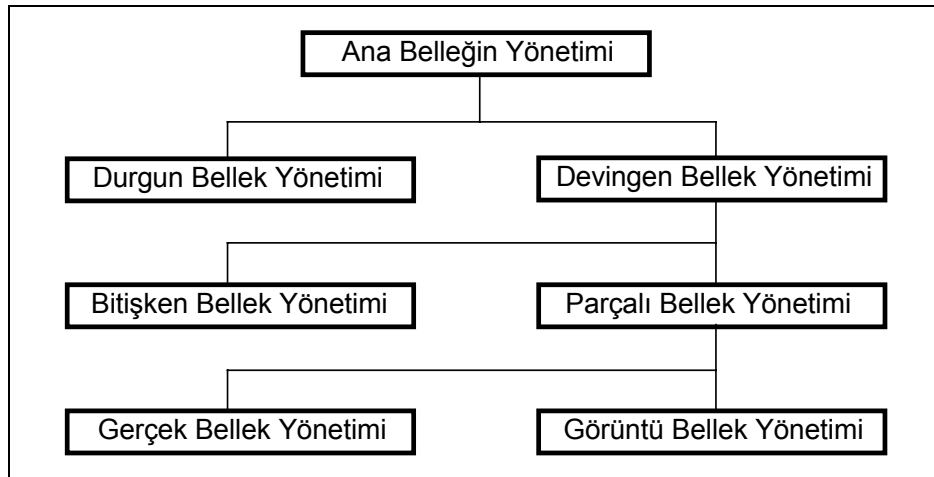 Ana Belleğin Yönetimi
Durgun Bellek Yönetimi
Devingen Bellek Yönetimi
Bitişken Bellek Yönetimi
Parçalı Bellek Yönetimi
Gerçek Bellek Yönetimi
Görüntü Bellek Yönetimi